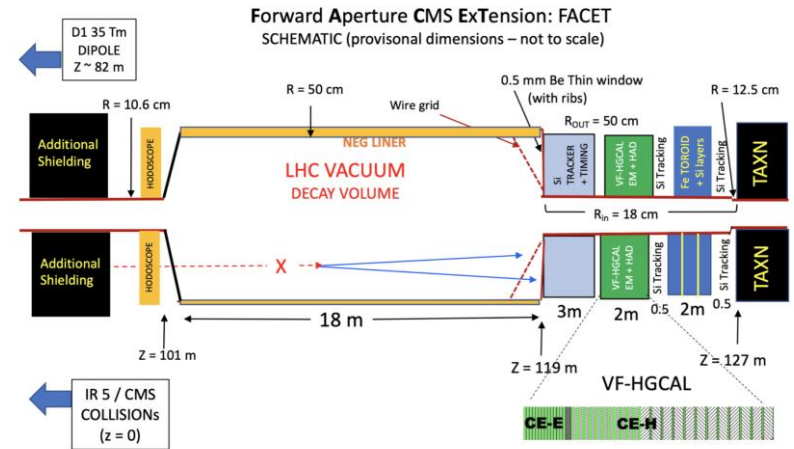 Forward Aperture CMS ExTension: FACET
SCHEMATIC (provisonal dimensions – not to scale)
D1 35 Tm
DIPOLE
Z ~ 82 m
R = 10.6 cm
R = 50 cm
Wire grid
0.5 mm Be Thin window
(with ribs)
R_OUT = 50 cm
R = 12.5 cm
Additional
Shielding
HODOSCOPE
NEG LINER
LHC VACUUM
DECAY VOLUME
Si
TRACKER
+ TIMING
VF-HGCAL
EM + HAD
Si Tracking
Fe TOROID
+ Si layers
Si Tracking
TAXN
R_in = 18 cm
Additional
Shielding
HODOSCOPE
X
VF-HGCAL
EM + HAD
Si Tracking
Si Tracking
TAXN
18 m
3m
2m
0.5
2m
0.5
Z = 101 m
Z = 119 m
Z = 127 m
IR 5 / CMS
COLLISIONs
(z = 0)
VF-HGCAL
CE-E
CE-H